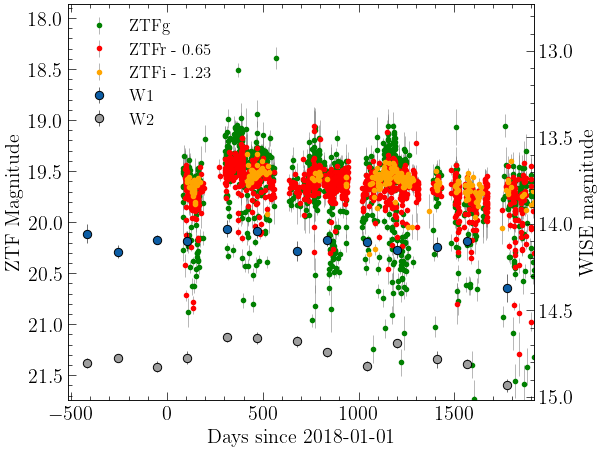 ZTFg
ZTFr - 0.65
ZTFi - 1.23
W1
W2
18.0
18.5
19.0
19.5
20.0
20.5
21.0
21.5
ZTF Magnitude
13.0
13.5
14.0
14.5
15.0
WISE magnitude
−500
0
500
1000
1500
Days since 2018-01-01